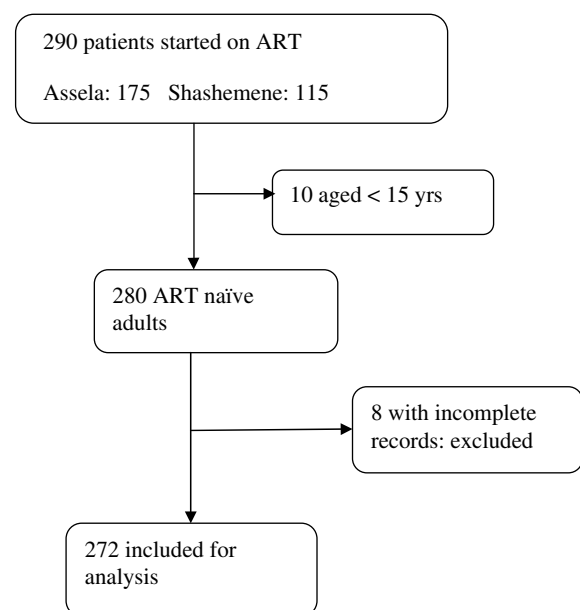 290 patients started on ART
Assela: 175 Shashemene: 115
10 aged < 15 yrs
280 ART naïve
adults
8 with incomplete
records: excluded
272 included for
analysis